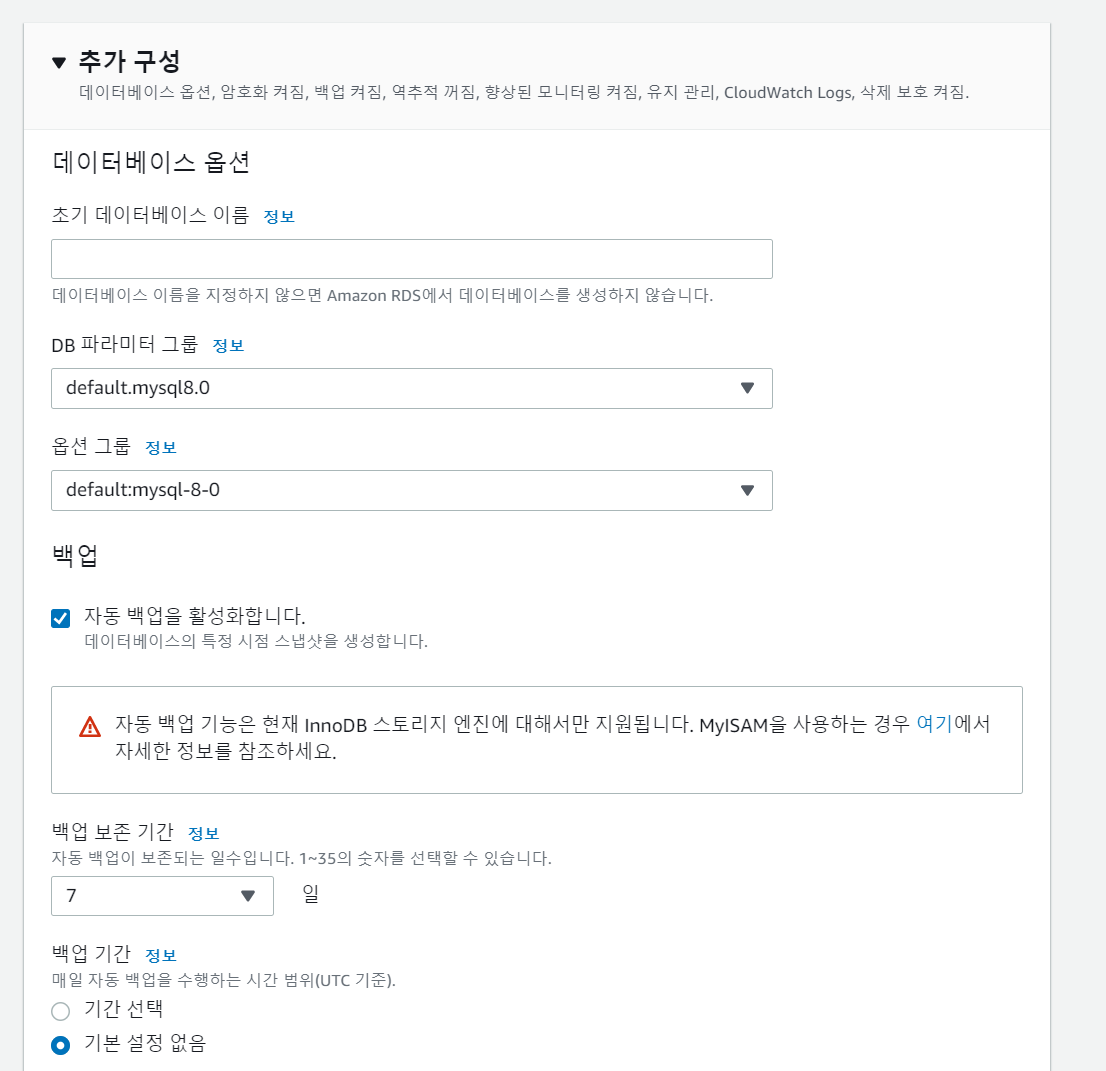 추가 구성
데이터베이스 옵션, 암호화 켜짐, 백업 켜짐, 역추적 꺼짐, 향상된 모니터링 켜짐, 유지 관리, CloudWatch Logs, 삭제 보호 켜짐.
데이터베이스 옵션
초기 데이터베이스 이름 정보
데이터베이스 이름을 지정하지 않으면 Amazon RDS에서 데이터베이스를 생성하지 않습니다.
DB 파라미터 그룹 정보
default.mysql8.0
옵션 그룹 정보
default:mysql-8-0
백업
자동 백업을 활성화합니다.
데이터베이스의 특정 시점 스냅샷을 생성합니다.
자동 백업 기능은 현재 InnoDB 스토리지 엔진에 대해서만 지원됩니다. MyISAM을 사용하는 경우 여기에서
자세한 정보를 참조하세요.
백업 보존 기간 정보
자동 백업이 보존되는 일수입니다. 1~35의 숫자를 선택할 수 있습니다.
7 일
백업 기간 정보
매일 자동 백업을 수행하는 시간 범위(UTC 기준).
기간 선택
기본 설정 없음